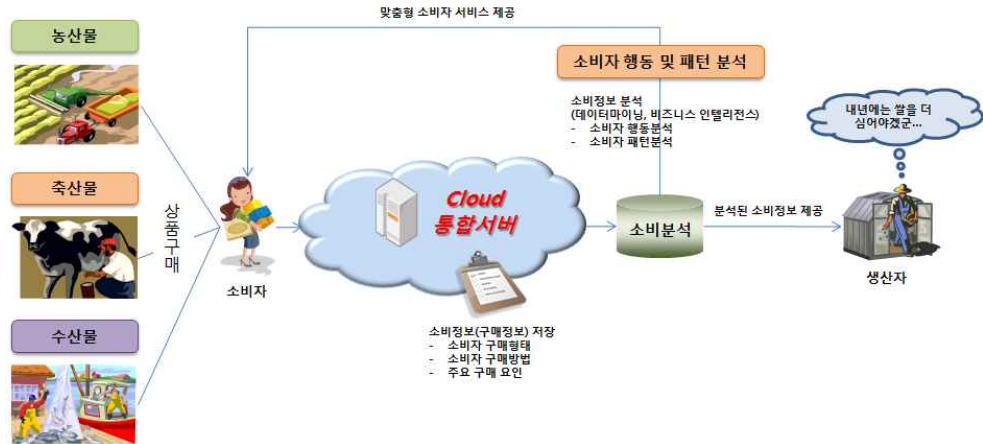 맞춤형 소비자 서비스 제공
농산물
소비자 행동 및 패턴 분석
소비정보 분석
(데이터마이닝, 비즈니스 인텔리전스)
- 소비자 행동분석
- 소비자 패턴분석
내년에는 쌀을 더
심어야겠군...
축산물
상품구매
Cloud
통합서버
소비분석
분석된 소비정보 제공
소비자
생산자
수산물
소비정보(구매정보) 저장
- 소비자 구매형태
- 소비자 구매방법
- 주요 구매 요인